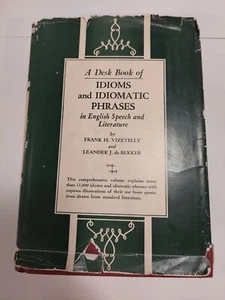 A Desk Book of
IDIOMS
and IDIOMATIC
PHRASES
in English Speech and
Literature
by
FRANK H. VIZETELLY
and
LEANDER J. de BEKKER
This comprehensive volume explains more
than 11,000 idioms and idiomatic phrases with
copious illustrations of their use from quota-
tions drawn from standard literature.